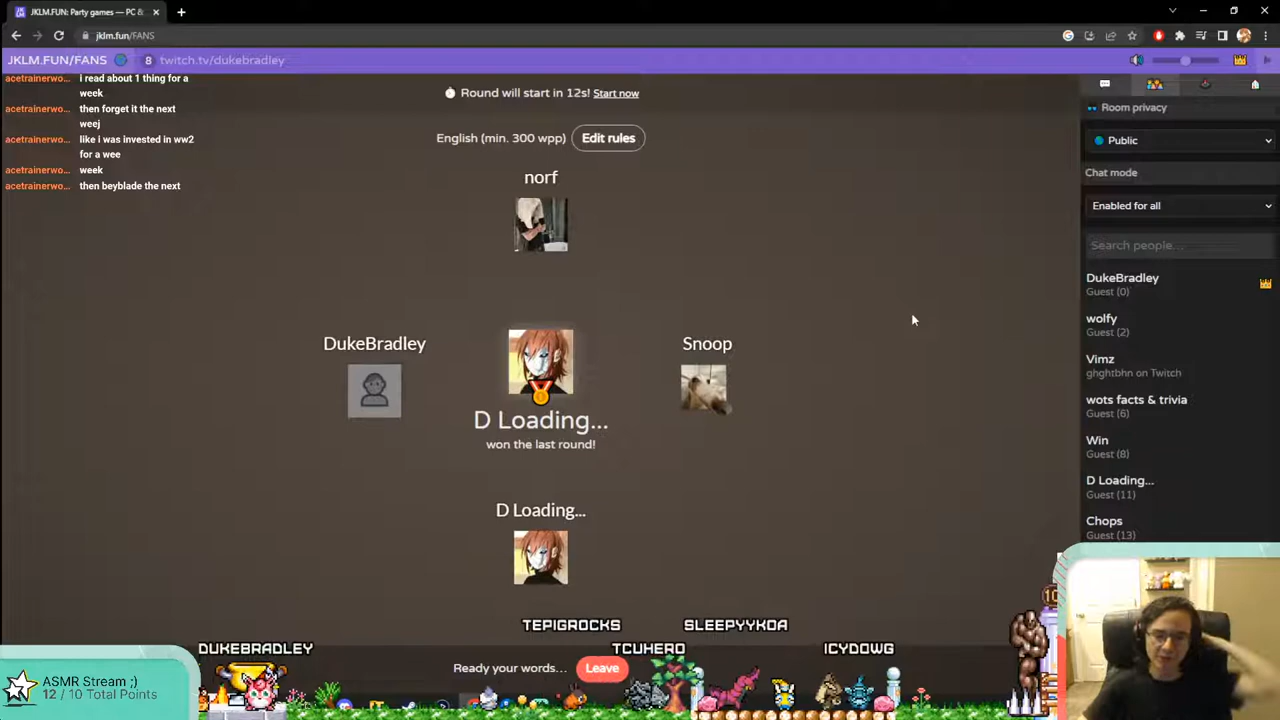 JKLM.FUN: Party games — PC &
jklm.fun/FANS
JKLM.FUN/FANS
8 twitch.tv/dukebradley
acetrainerwo... i read about 1 thing for a
week
acetrainerwo... then forget it the next
weej
acetrainerwo... like i was invested in ww2
for a wee
acetrainerwo... week
acetrainerwo... then beyblade the next
Round will start in 12s! Start now
English (min. 300 wpp) Edit rules
norf
DukeBradley
Snoop
D Loading...
won the last round!
D Loading...
Ready your words... Leave
Room privacy
Public
Chat mode
Enabled for all
Search people...
DukeBradley
Guest (0)
wolfy
Guest (2)
Vimz
ghghtbhn on Twitch
wots facts & trivia
Guest (6)
Win
Guest (8)
D Loading...
Guest (11)
Chops
Guest (13)
TEPIGROCKS
SLEEPYYKOA
DUKEBRADLEY
TCUHERO
ICYDOWG
ASMR Stream ;)
12 / 10 Total Points